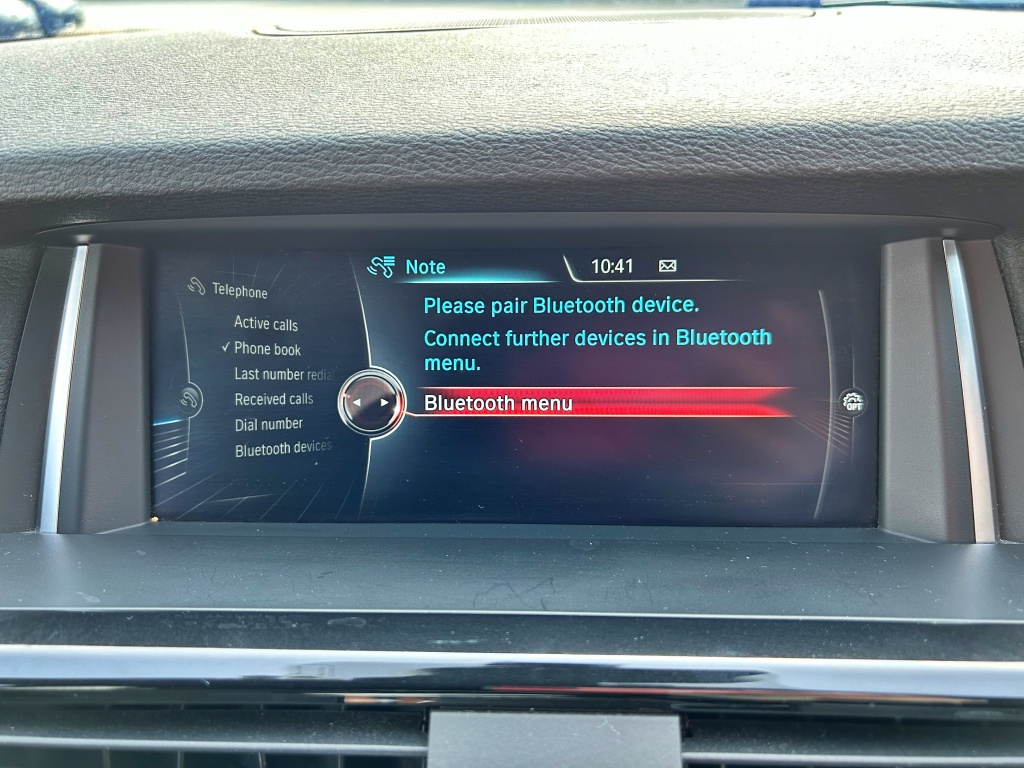 Telephone
Active calls
Phone book
Last number redia
Received calls
Dial number
Bluetooth devices
Note
10:41
Please pair Bluetooth device.
Connect further devices in Bluetooth
menu.
Bluetooth menu
OPT